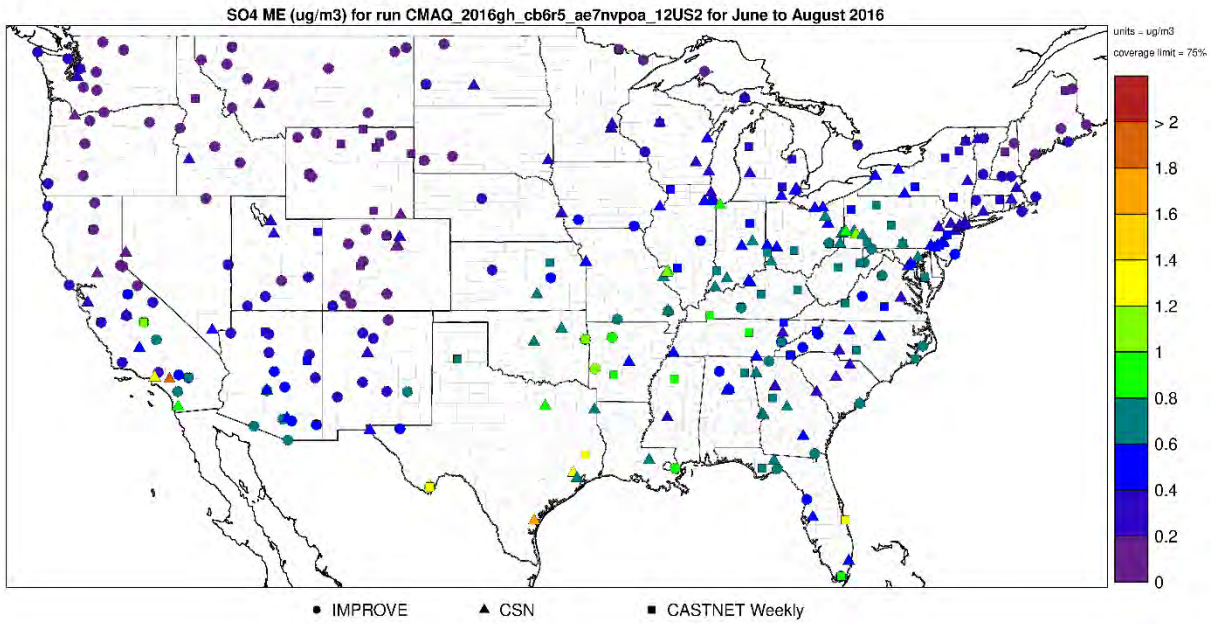 SO4 ME (ug/m3) for run CMAQ_2016gh_cb6r5_ae7nvpoa_12US2 for June to August 2016
units = ug/m3
coverage limit = 75%
> 2
1.8
1.6
1.4
1.2
1
0.8
0.6
0.4
0.2
0
● IMPROVE ▲ CSN ■ CASTNET Weekly